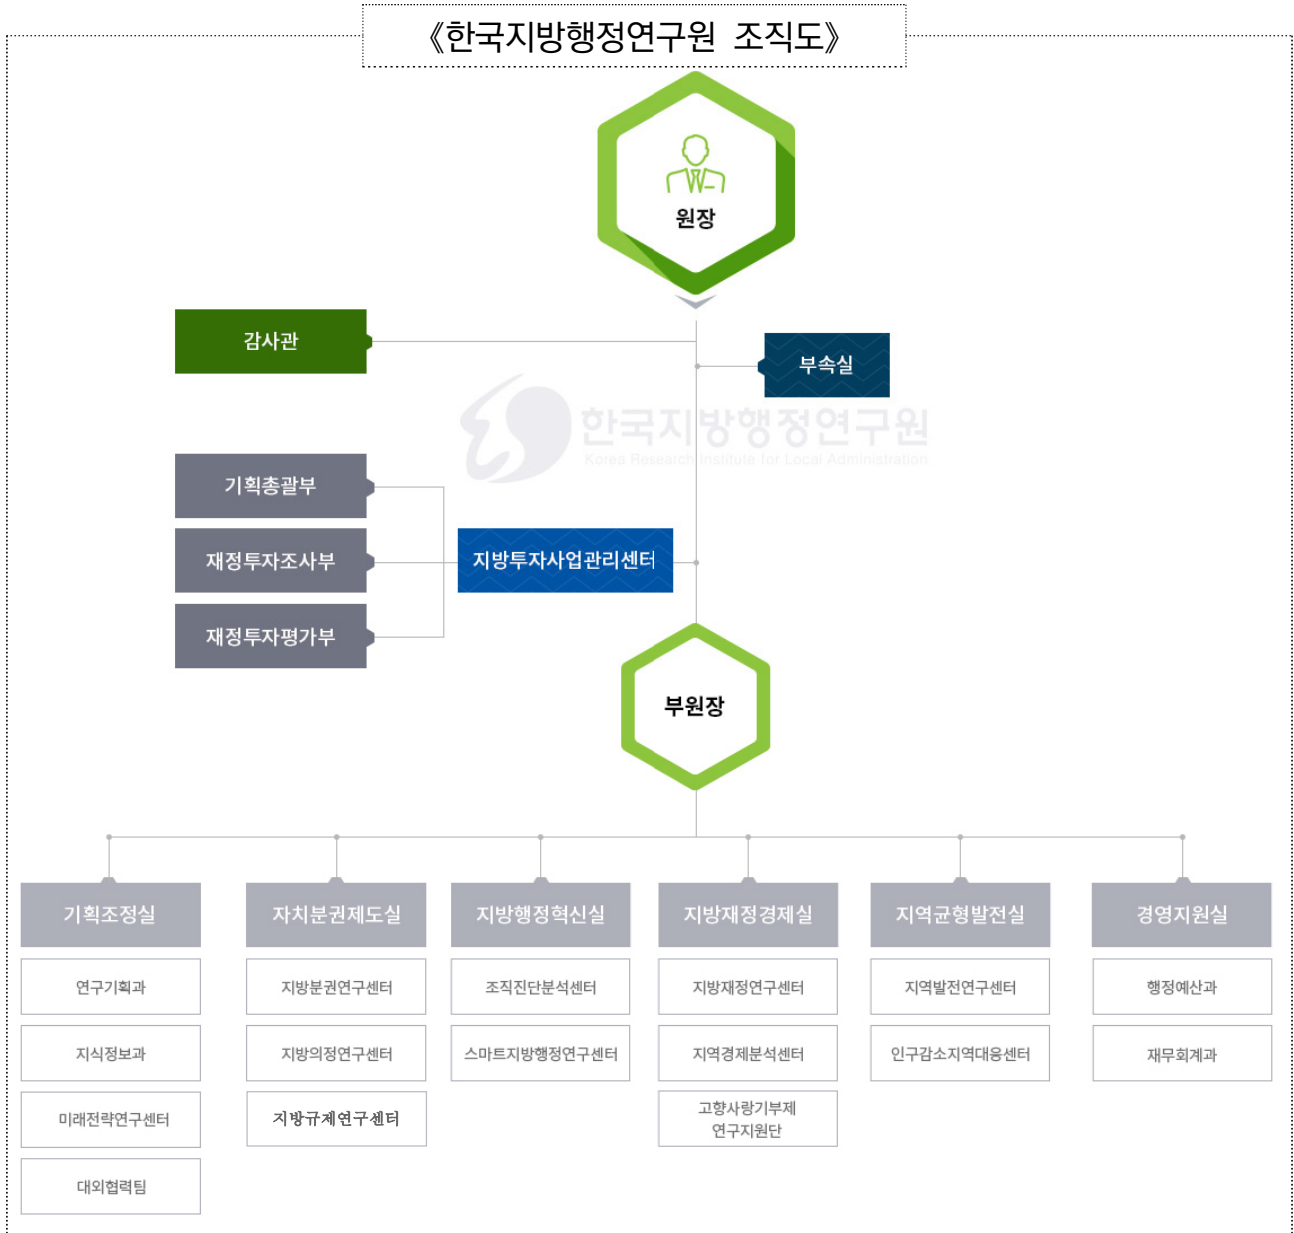 《한국지방행정연구원 조직도》
원장
감사관
부속실
한국지방행정연구원
Korea Research Institute for Local Administration
기획총괄부
재정투자조사부
지방투자사업관리센터
재정투자평가부
부원장
기획조정실
자치분권제도실
지방행정혁신실
지방재정경제실
지역균형발전실
경영지원실
연구기획과
지방분권연구센터
조직진단분석센터
지방재정연구센터
지역발전연구센터
행정예산과
지식정보과
지방의정연구센터
스마트지방행정연구센터
지역경제분석센터
인구감소지역대응센터
재무회계과
미래전략연구센터
지방규제연구센터
고향사랑기부제
연구지원단
대외협력팀